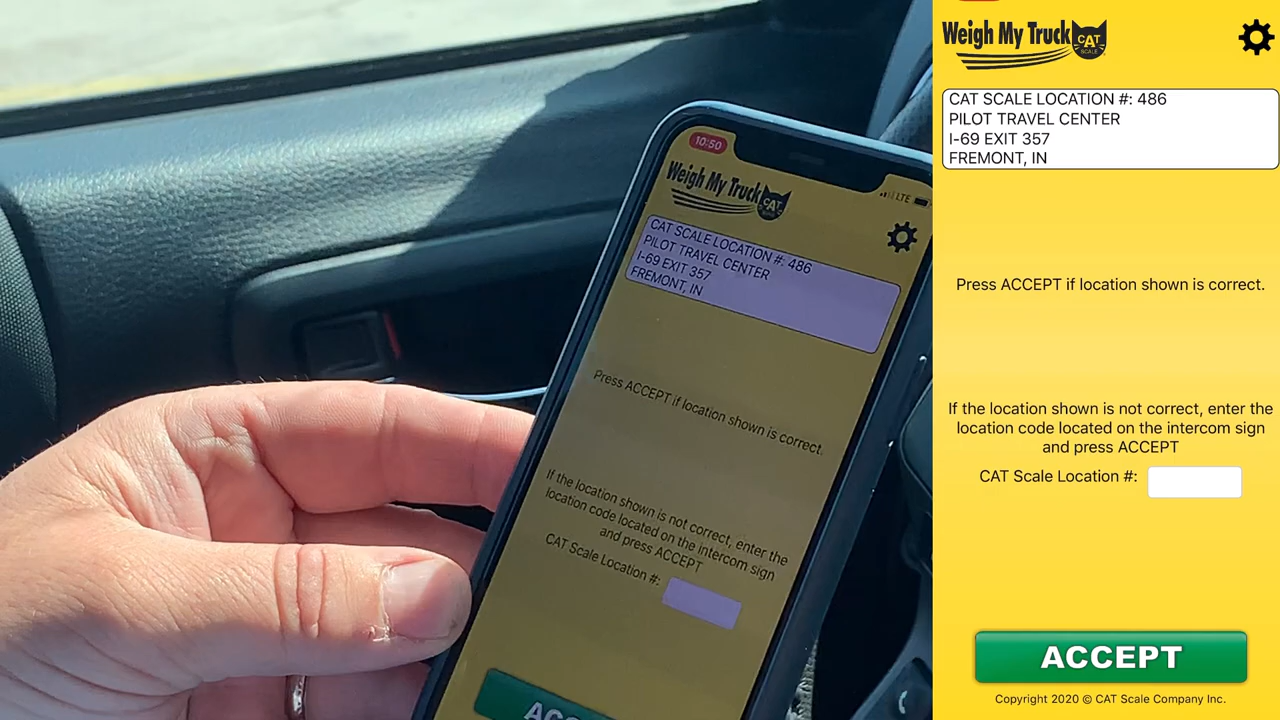 10:50
LTE
Weigh My Truck
CAT
SCALE
CAT SCALE LOCATION #: 486
PILOT TRAVEL CENTER
I-69 EXIT 357
FREMONT, IN
Press ACCEPT if location shown is correct.
If the location shown is not correct, enter the
location code located on the intercom sign
and press ACCEPT
CAT Scale Location #:
ACC
Weigh My Truck
CAT
SCALE
CAT SCALE LOCATION #: 486
PILOT TRAVEL CENTER
I-69 EXIT 357
FREMONT, IN
Press ACCEPT if location shown is correct.
If the location shown is not correct, enter the
location code located on the intercom sign
and press ACCEPT
CAT Scale Location #:
ACCEPT
Copyright 2020 © CAT Scale Company Inc.